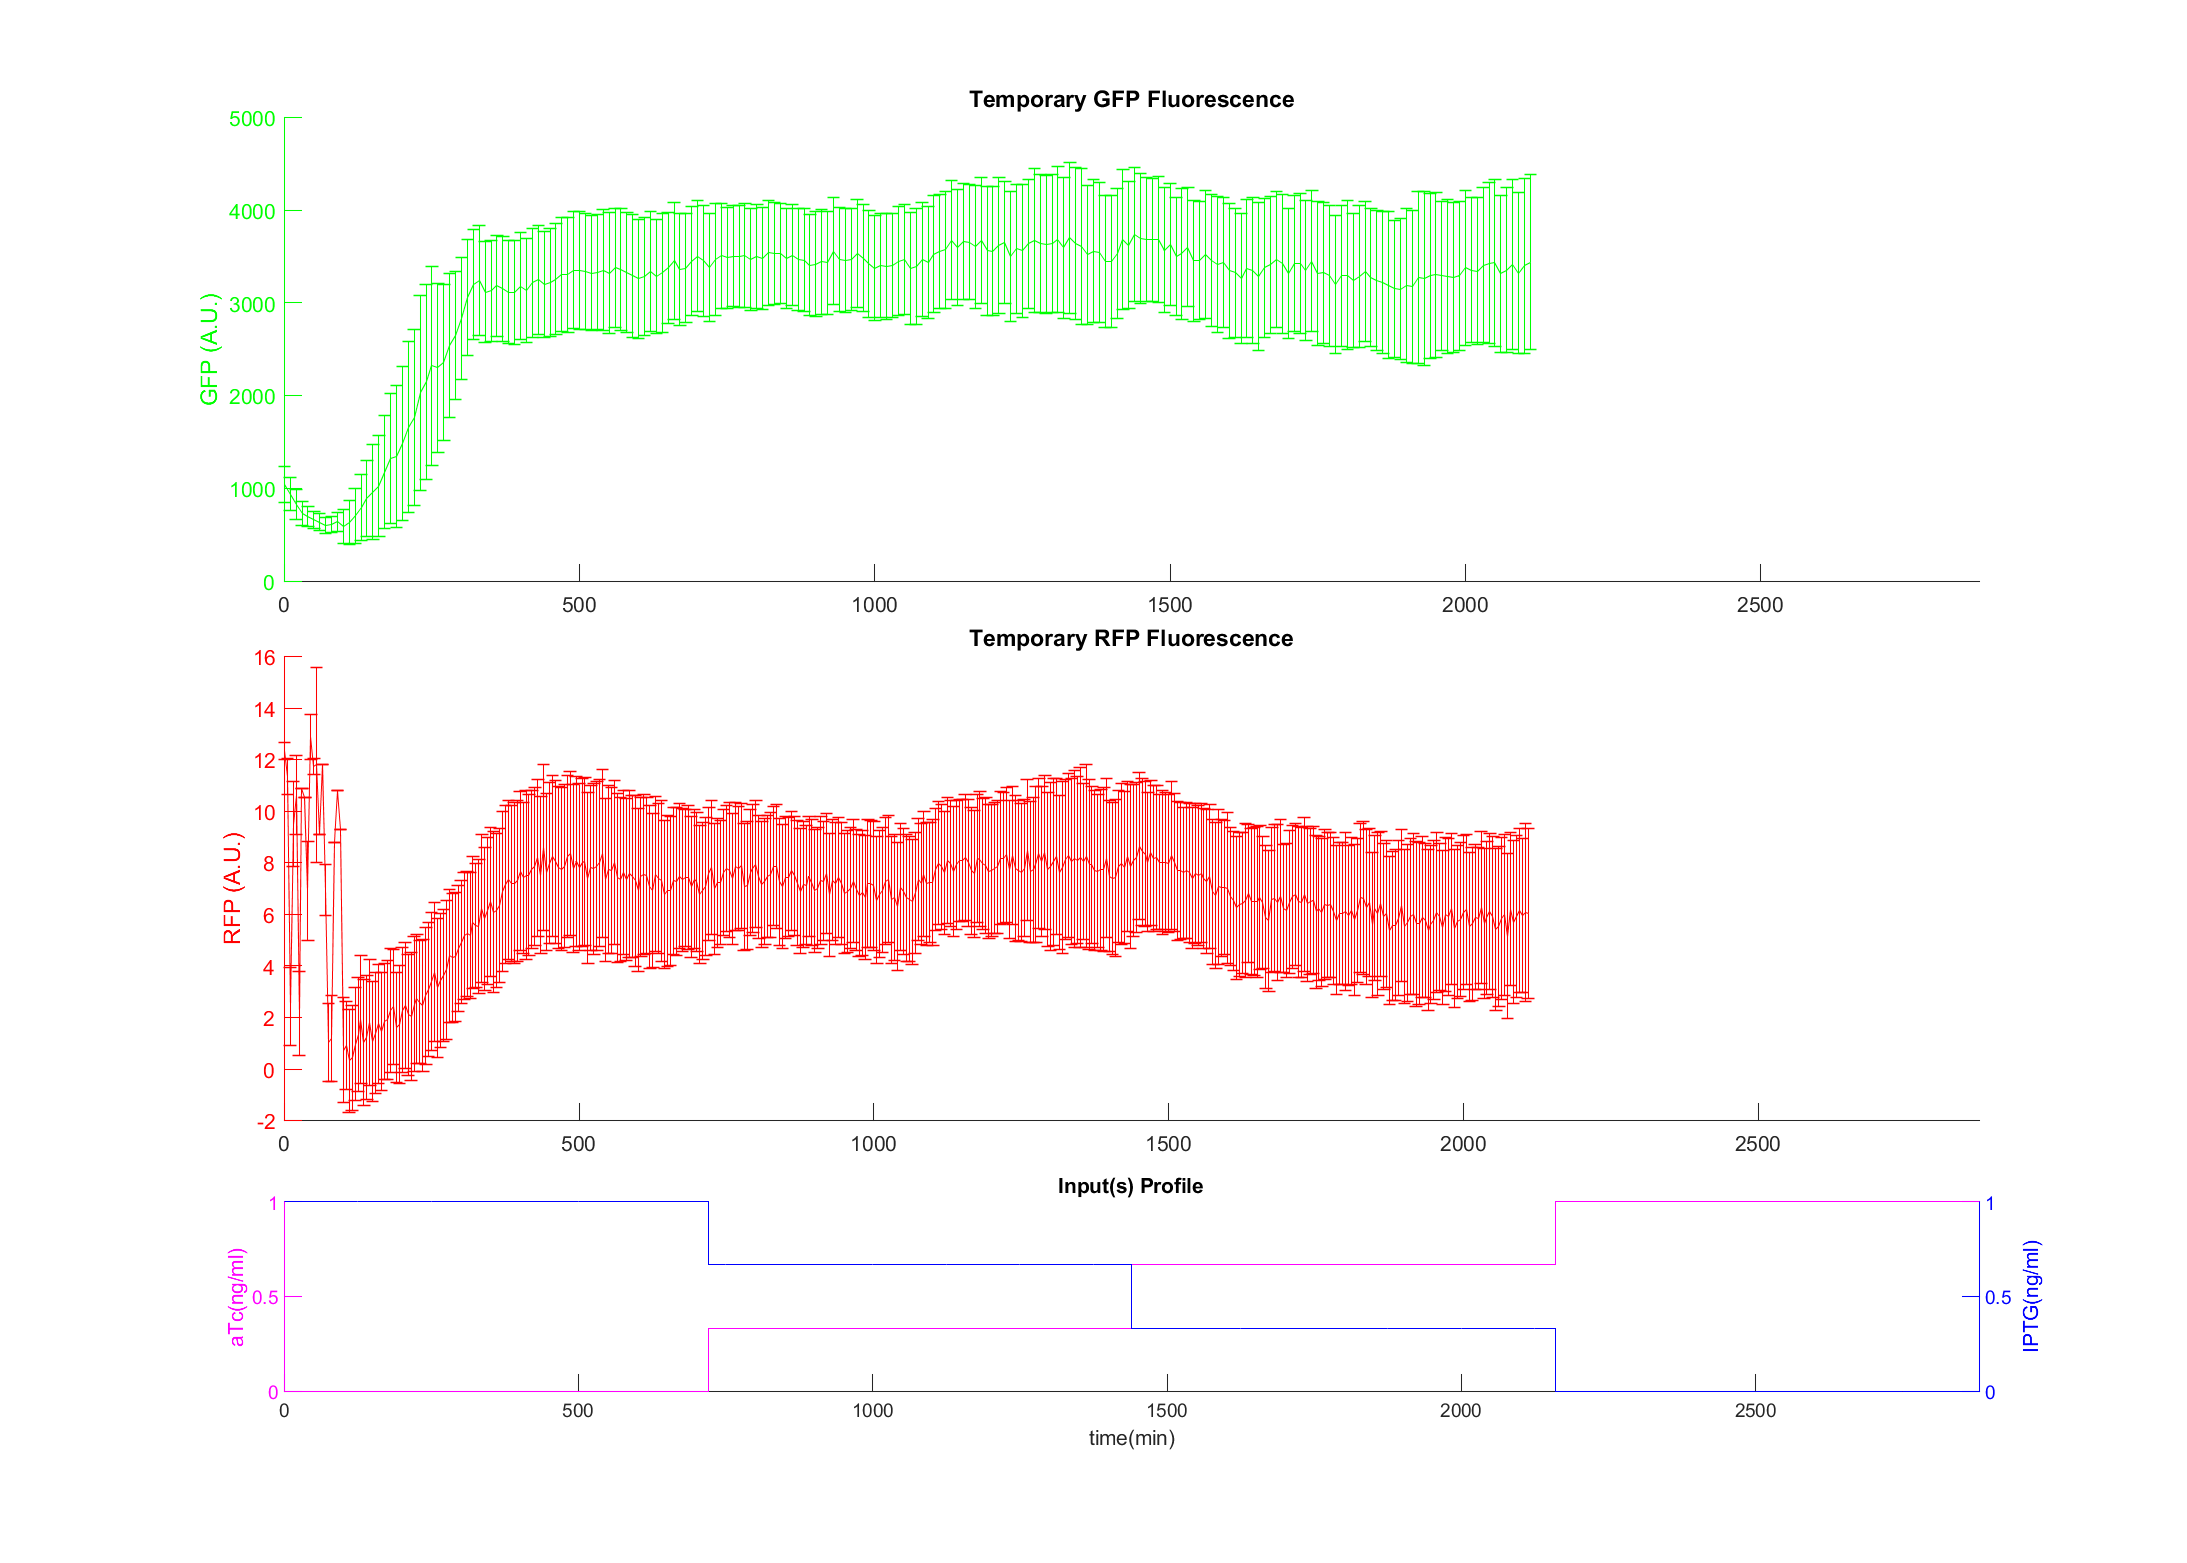 Temporary GFP Fluorescence
5000
4000
3000
2000
1000
0
GFP (A.U.)
0 500 1000 1500 2000 2500
Temporary RFP Fluorescence
16
14
12
10
8
6
4
2
0
-2
RFP (A.U.)
0 500 1000 1500 2000 2500
Input(s) Profile
1
0.5
0
aTc(ng/ml)
1
0.5
0
IPTG(ng/ml)
0 500 1000 1500 2000 2500
time(min)